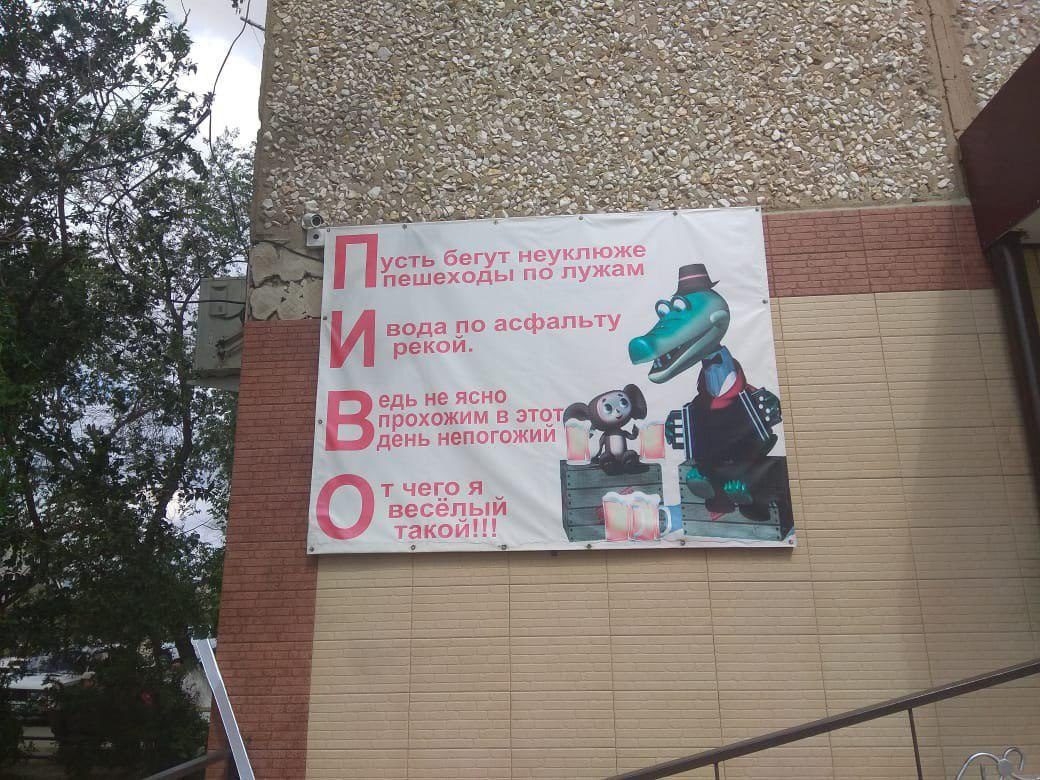 Пусть бегут неуклюже
пешеходы по лужам
И вода по асфальту
рекой.
Ведь не ясно
прохожим в этот
день непогожий
От чего я
весёлый
такой!!!